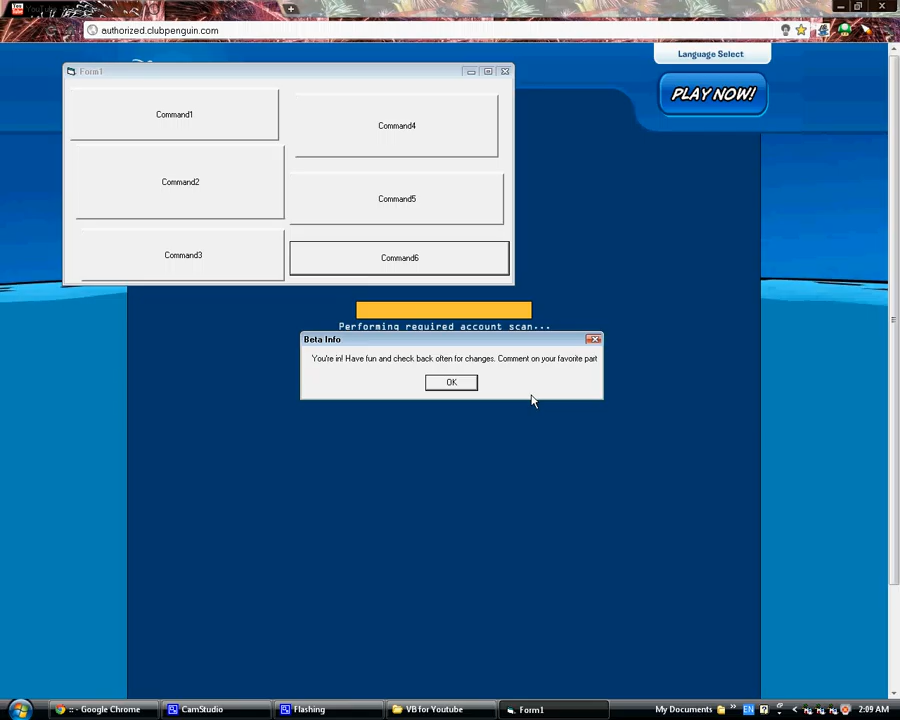 authorized.clubpenguin.com
Language Select
PLAY NOW!
Form1
Command1
Command4
Command2
Command5
Command3
Command6
Performing required account scan...
Beta Info
You're in! Have fun and check back often for changes. Comment on your favorite part
OK
:: - Google Chrome
CamStudio
Flashing
VB for Youtube
Form1
My Documents
EN
2:09 AM